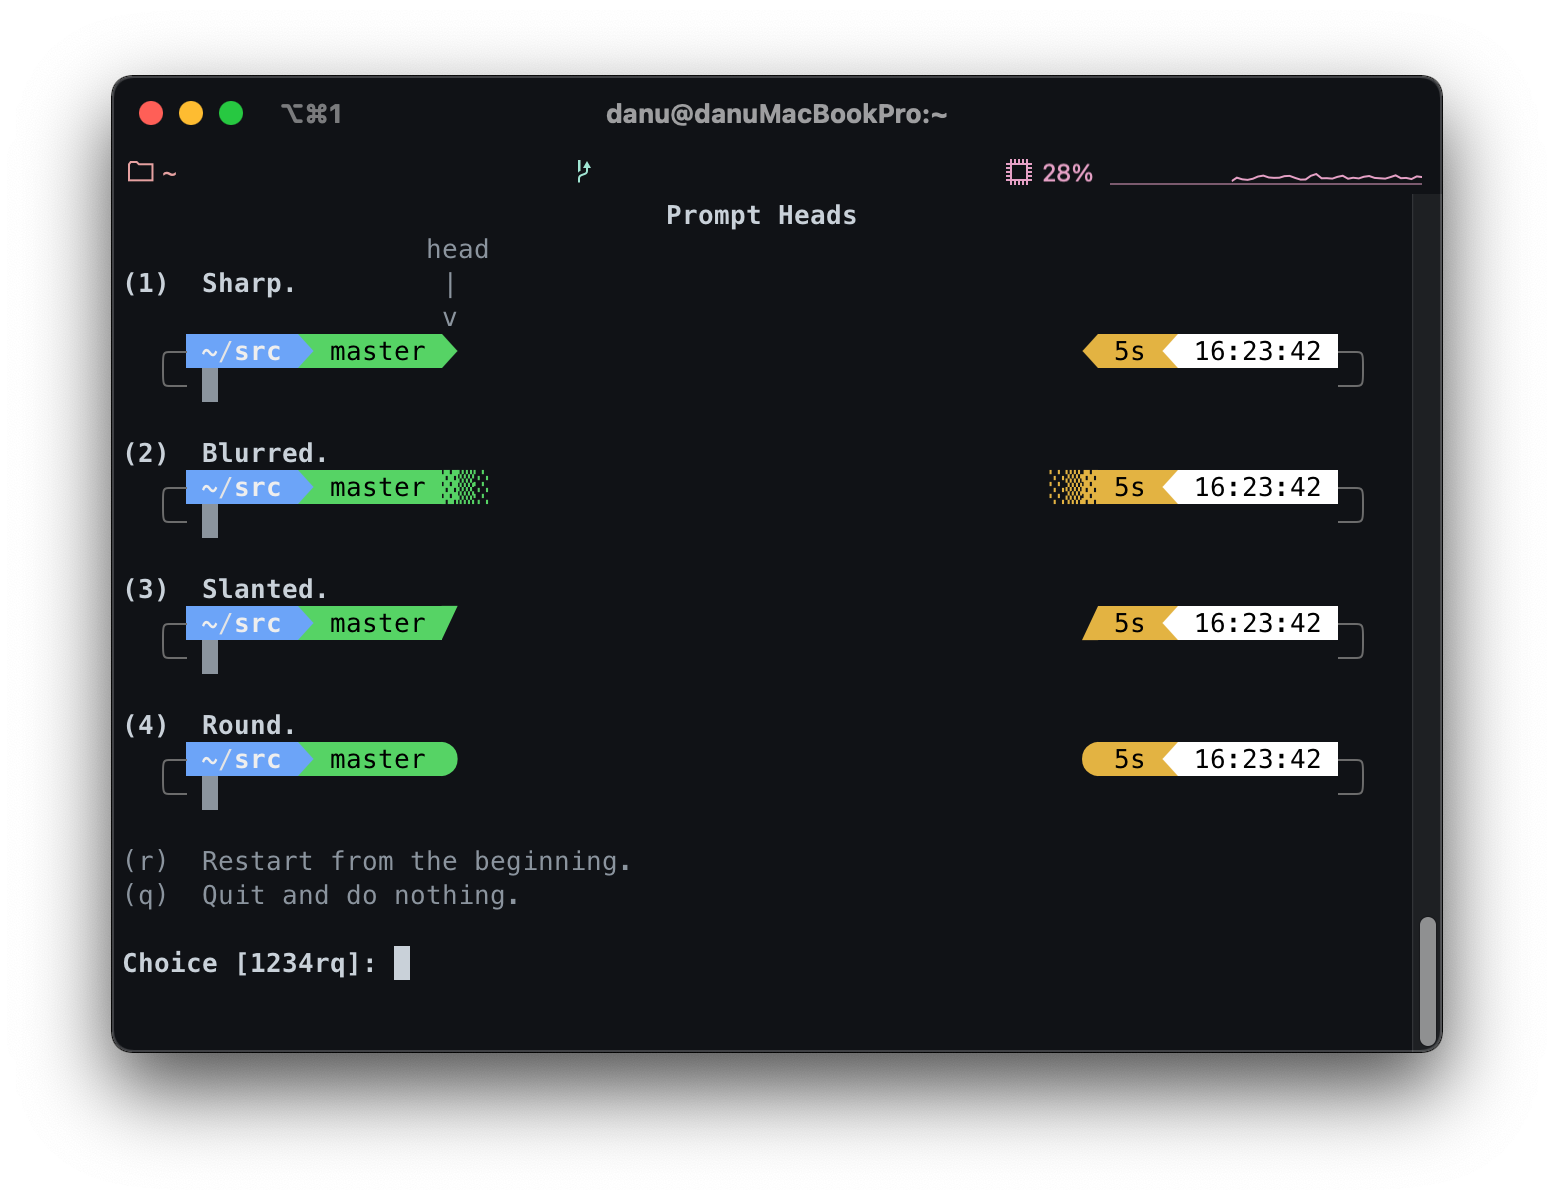 ⌥⌘1 danu@danuMacBookPro:~
~ 28%
Prompt Heads
head
(1) Sharp. |
v
~/src master 5s 16:23:42
(2) Blurred.
~/src master 5s 16:23:42
(3) Slanted.
~/src master 5s 16:23:42
(4) Round.
~/src master 5s 16:23:42
(r) Restart from the beginning.
(q) Quit and do nothing.
Choice [1234rq]: